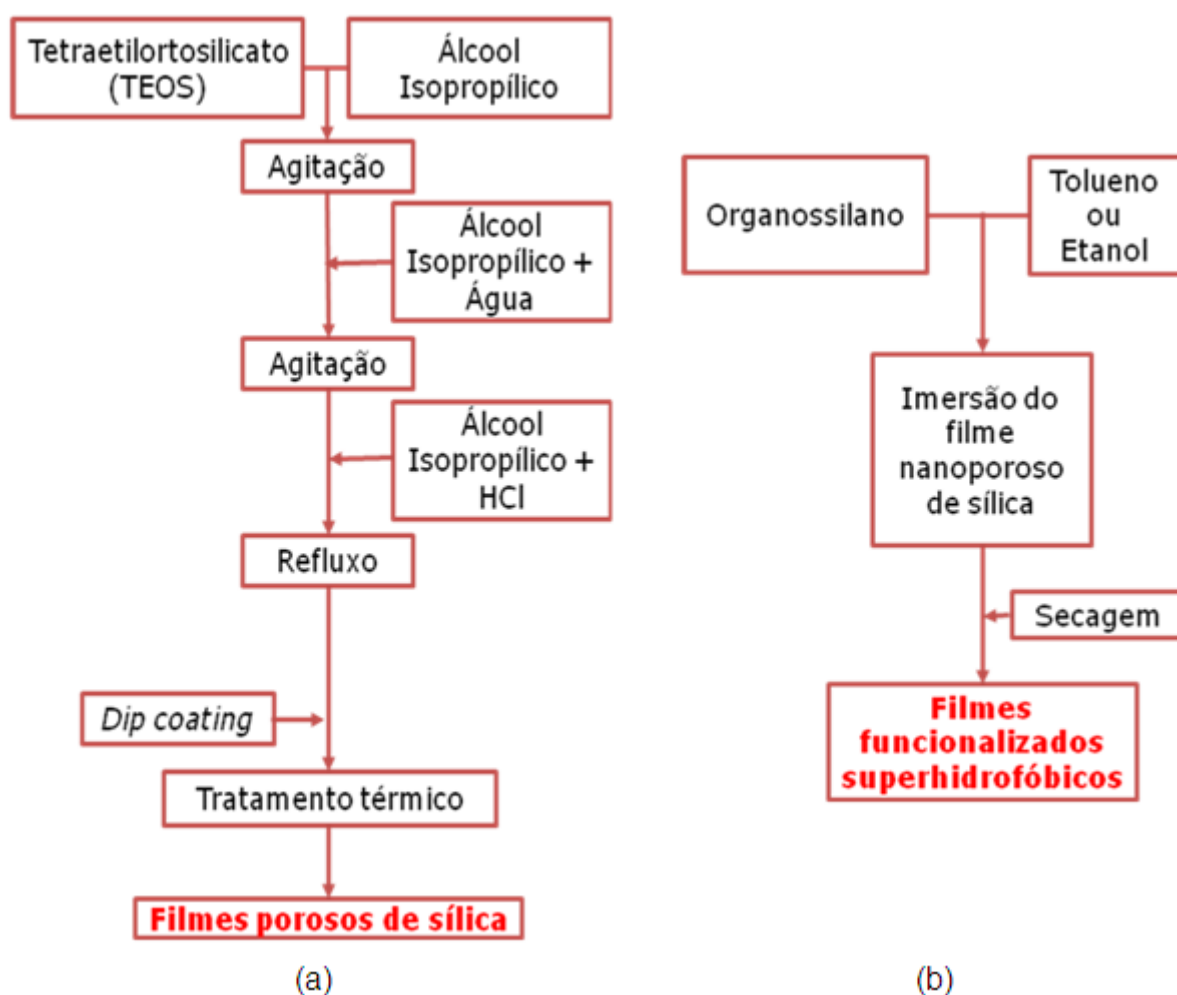 Tetraetilortosilicato
(TEOS)
Álcool
Isopropílico
Agitação
Álcool
Isopropílico +
Água
Agitação
Álcool
Isopropílico +
HCl
Refluxo
Dip coating
Tratamento térmico
Filmes porosos de sílica
(a)
Organossilano
Tolueno
ou
Etanol
Imersão do
filme
nanoporoso
de sílica
Secagem
Filmes
funcionalizados
superhidrofóbicos
(b)